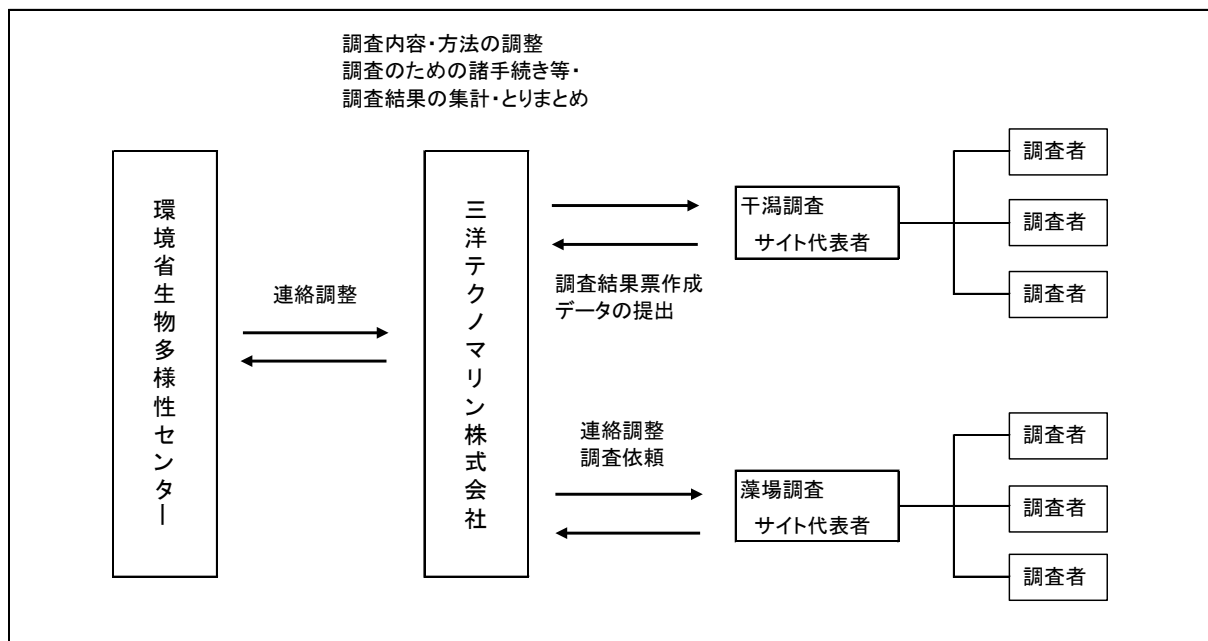 調査内容・方法の調整
調査のための諸手続き等・
調査結果の集計・とりまとめ
環境省生物多様性センター
連絡調整
三洋テクノマリン株式会社
調査結果票作成
データの提出
干潟調査
サイト代表者
調査者
調査者
調査者
連絡調整
調査依頼
藻場調査
サイト代表者
調査者
調査者
調査者